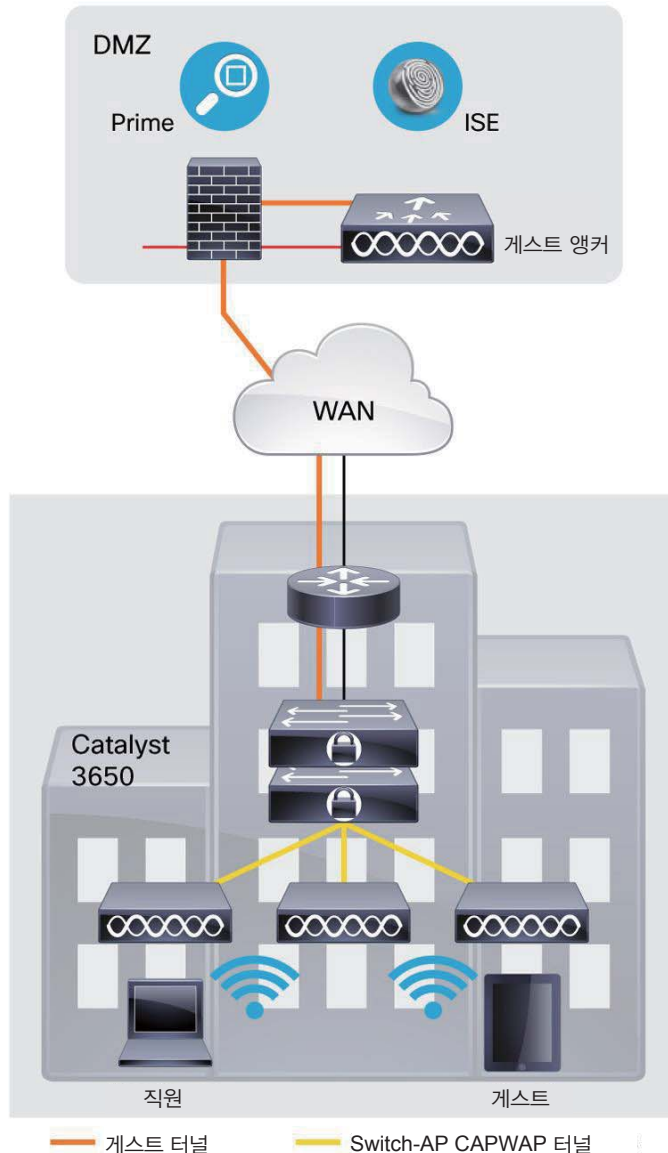 DMZ
Prime
ISE
게스트 앵커
WAN
Catalyst
3650
직원
게스트
게스트 터널
Switch-AP CAPWAP 터널